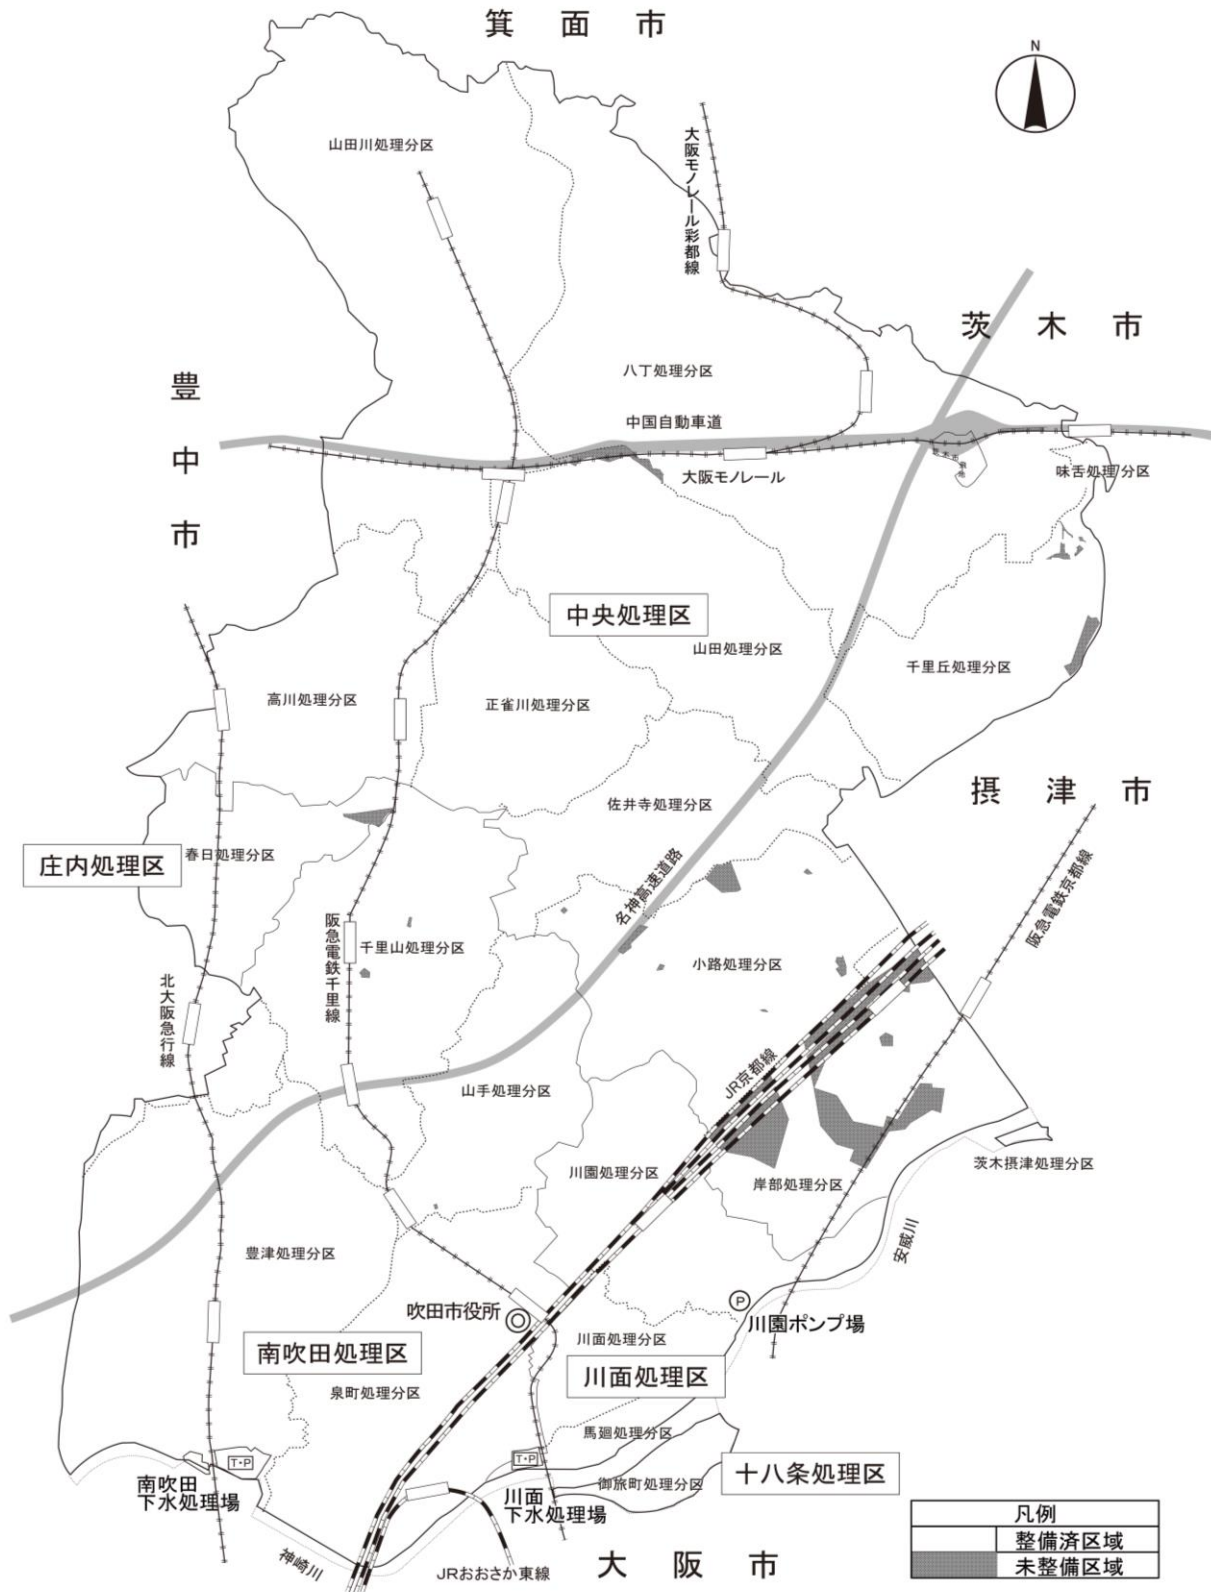 箕面市
N
山田川処理分区
大阪モノレール彩都線
茨木市
豊中市
八丁処理分区
中国自動車道
大阪モノレール
味舌処理分区
中央処理区
山田処理分区
千里丘処理分区
高川処理分区
正雀川処理分区
摂津市
佐井寺処理分区
庄内処理区
春日処理分区
名神高速道路
阪急電鉄京都線
阪急電鉄千里線
千里山処理分区
小路処理分区
北大阪急行線
JR京都線
山手処理分区
川園処理分区
岸部処理分区
茨木摂津処理分区
安威川
豊津処理分区
吹田市役所
P
川園ポンプ場
南吹田処理区
川面処理分区
川面処理区
泉町処理分区
馬廻処理分区
T・P
T・P
十八条処理区
御旅町処理分区
南吹田
下水処理場
川面
下水処理場
神崎川
JRおおさか東線
大阪市
凡例
整備済区域
未整備区域